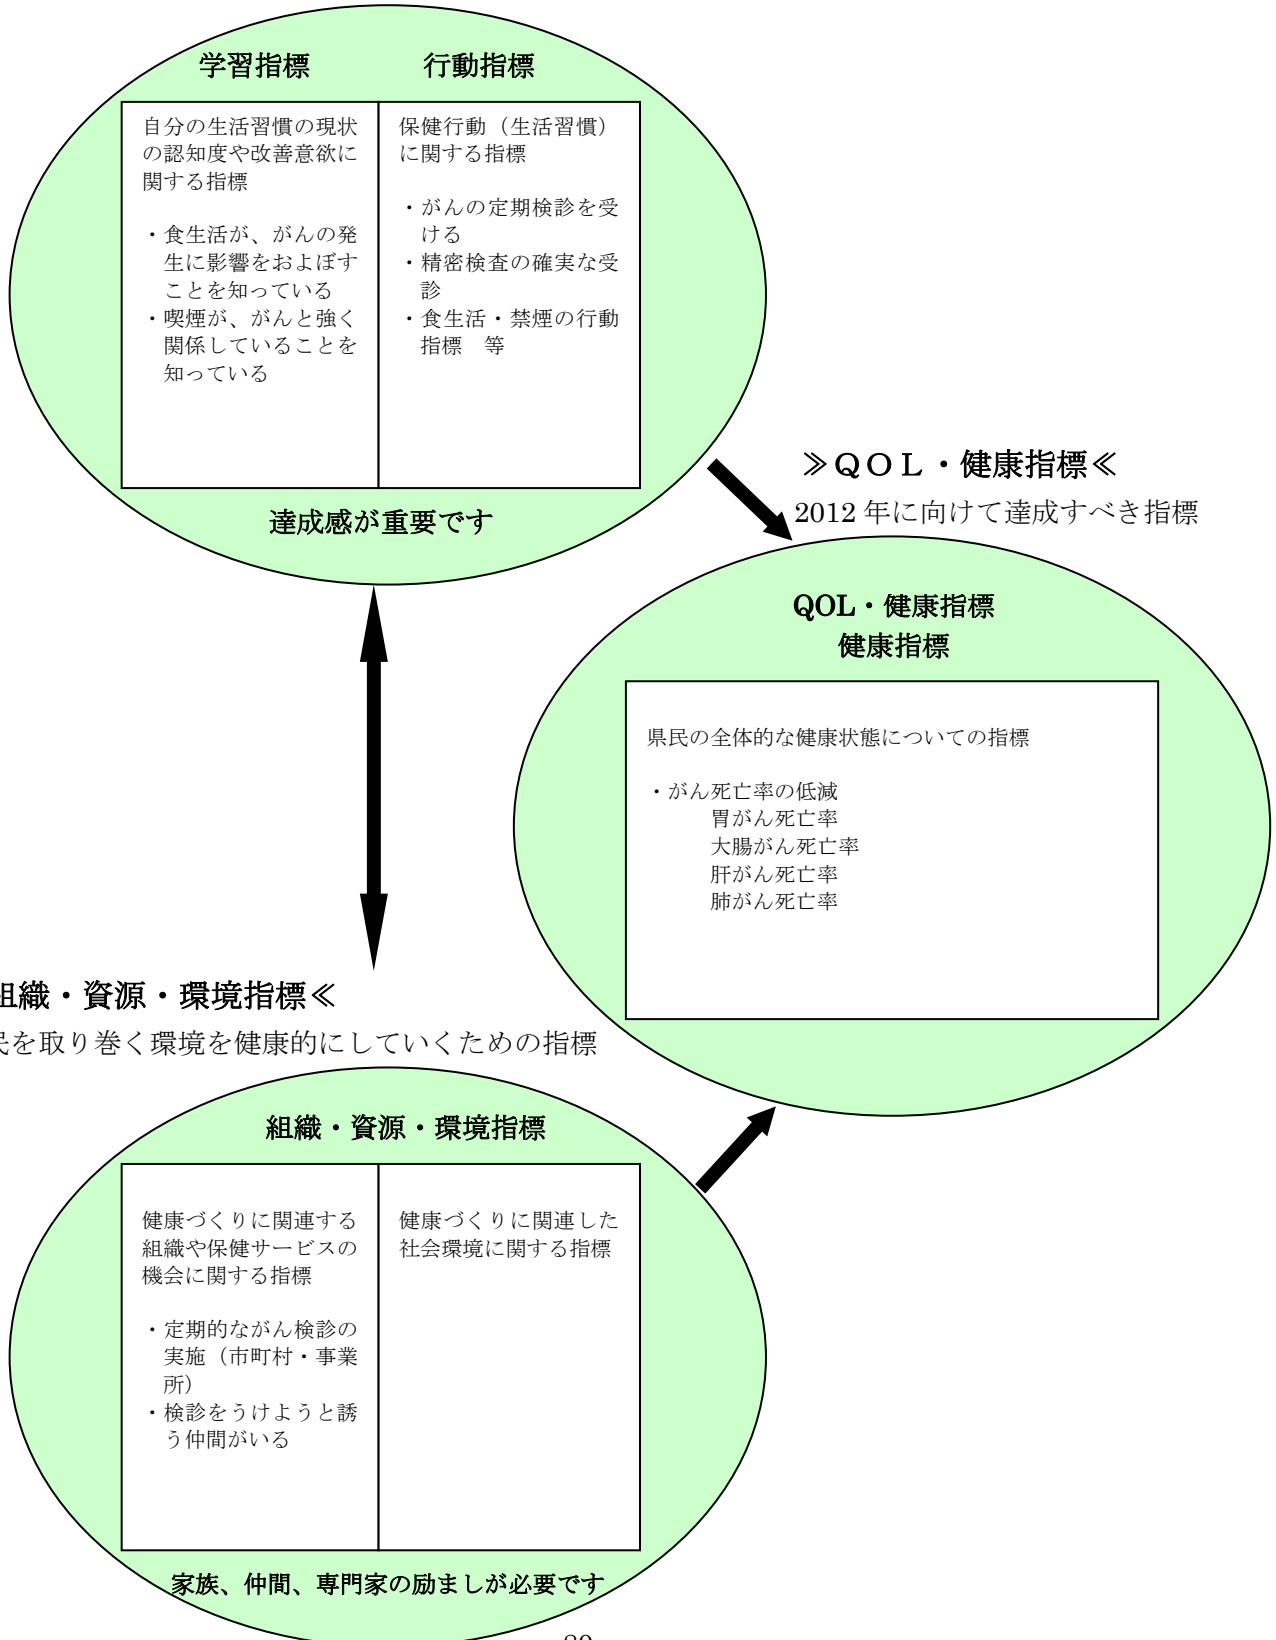 学習指標
行動指標
自分の生活習慣の現状
の認知度や改善意欲に
関する指標
・食生活が、がんの発
生に影響をおよぼす
ことを知っている
・喫煙が、がんと強く
関係していることを
知っている
保健行動（生活習慣）
に関する指標
・がんの定期検診を受
ける
・精密検査の確実な受
診
・食生活・禁煙の行動
指標　等
達成感が重要です
≫ＱＯＬ・健康指標≪
2012 年に向けて達成すべき指標
QOL・健康指標
健康指標
県民の全体的な健康状態についての指標
・がん死亡率の低減
胃がん死亡率
大腸がん死亡率
肝がん死亡率
肺がん死亡率
組織・資源・環境指標≪
民を取り巻く環境を健康的にしていくための指標
組織・資源・環境指標
健康づくりに関連する
組織や保健サービスの
機会に関する指標
・定期的ながん検診の
実施（市町村・事業
所）
・検診をうけようと誘
う仲間がいる
健康づくりに関連した
社会環境に関する指標
家族、仲間、専門家の励ましが必要です